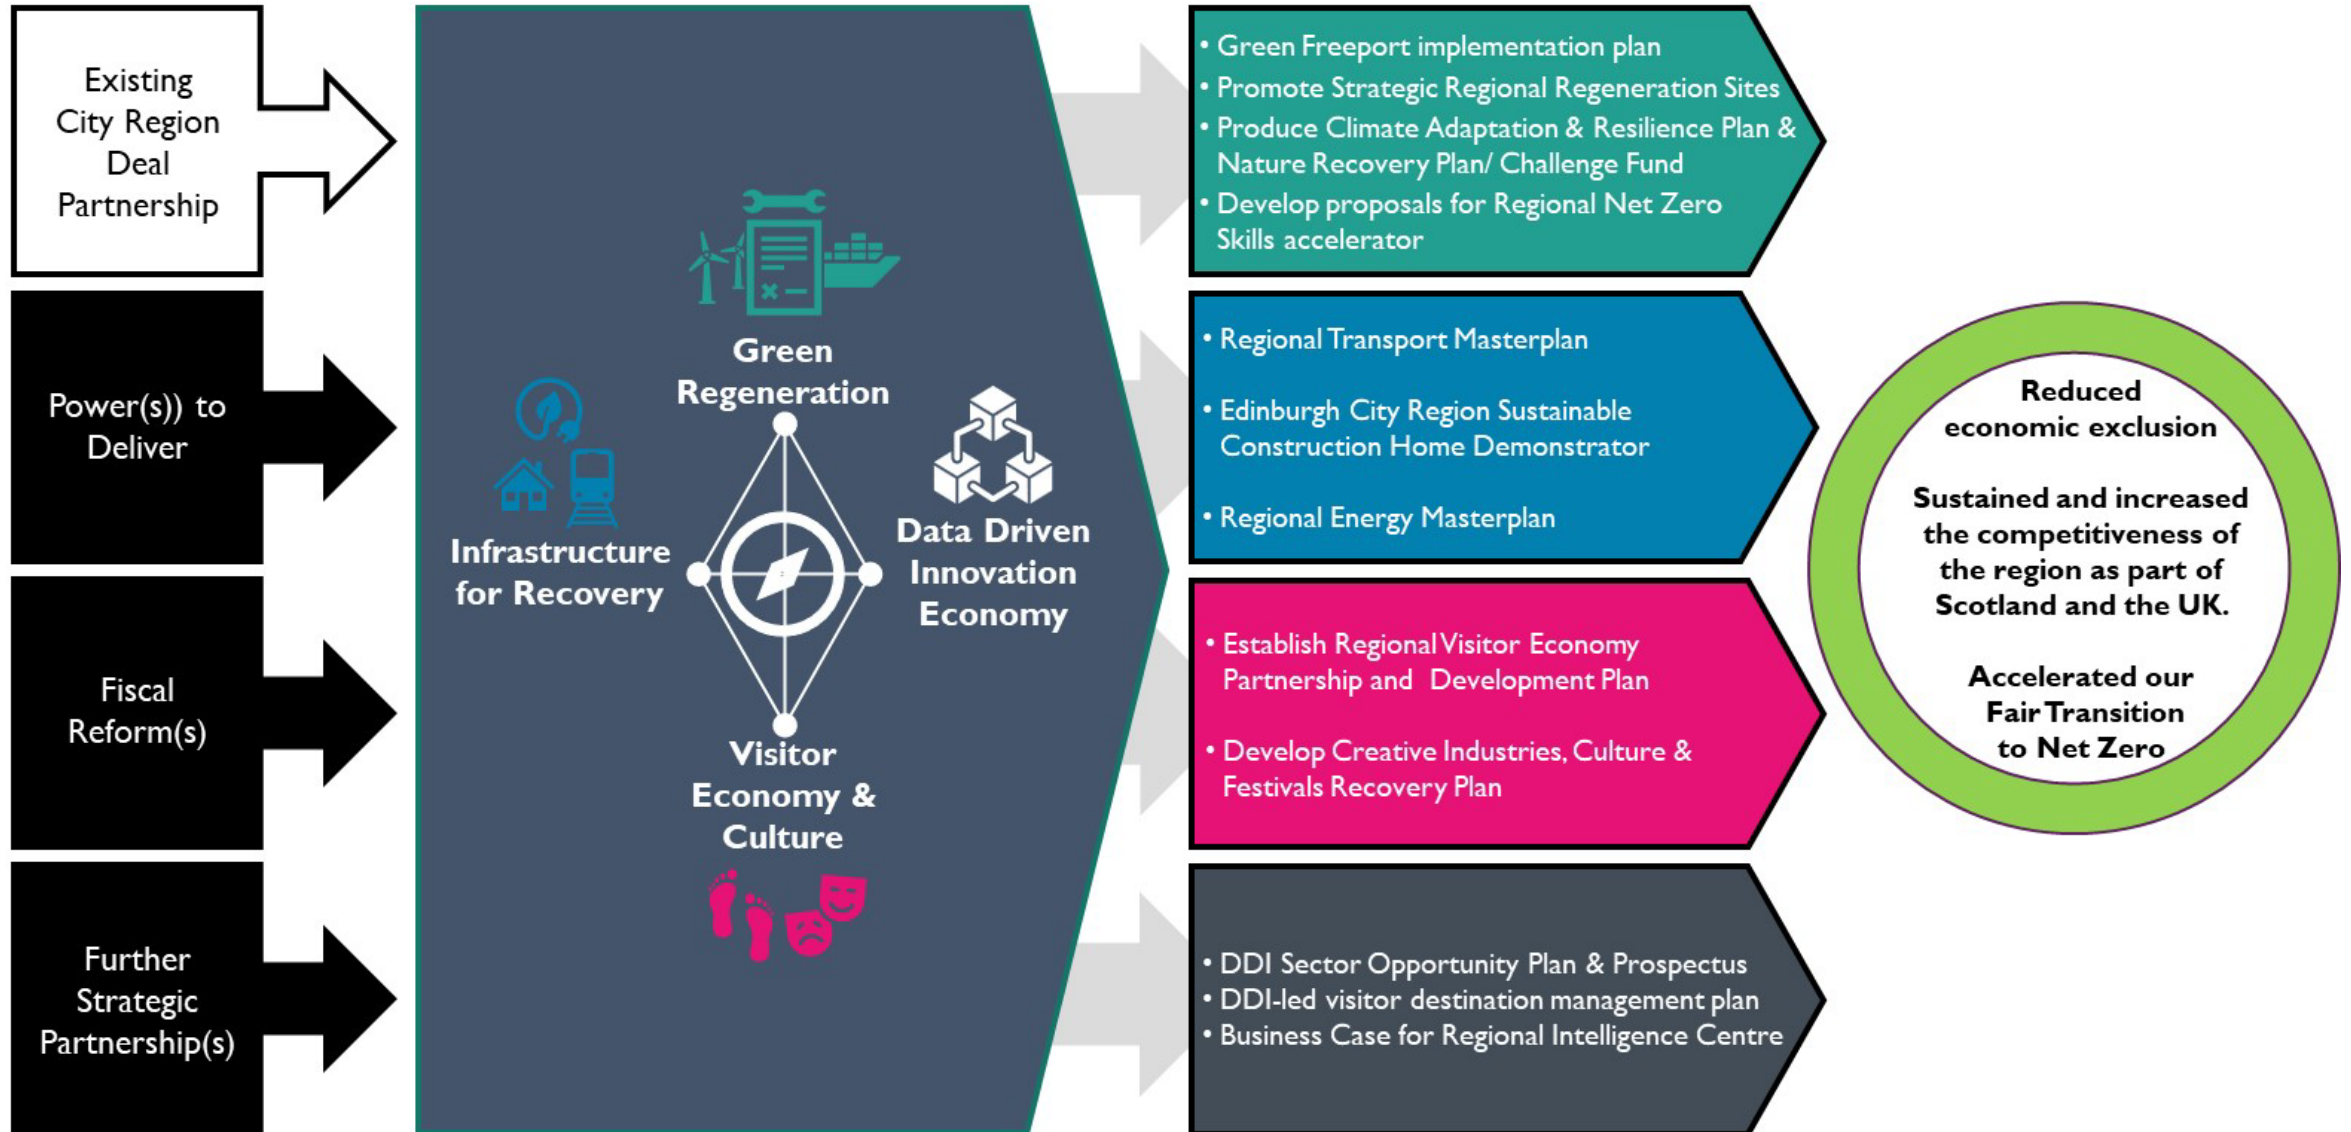 Existing
City Region
Deal
Partnership
Power(s)) to
Deliver
Fiscal
Reform(s)
Further
Strategic
Partnership(s)
Green
Regeneration
Infrastructure
for Recovery
Data Driven
Innovation
Economy
Visitor
Economy &
Culture
• Green Freeport implementation plan
• Promote Strategic Regional Regeneration Sites
• Produce Climate Adaptation & Resilience Plan &
Nature Recovery Plan/ Challenge Fund
• Develop proposals for Regional Net Zero
Skills accelerator
• Regional Transport Masterplan
• Edinburgh City Region Sustainable
Construction Home Demonstrator
• Regional Energy Masterplan
• Establish Regional Visitor Economy
Partnership and Development Plan
• Develop Creative Industries, Culture &
Festivals Recovery Plan
• DDI Sector Opportunity Plan & Prospectus
• DDI-led visitor destination management plan
• Business Case for Regional Intelligence Centre
Reduced
economic exclusion
Sustained and increased
the competitiveness of
the region as part of
Scotland and the UK.
Accelerated our
Fair Transition
to Net Zero